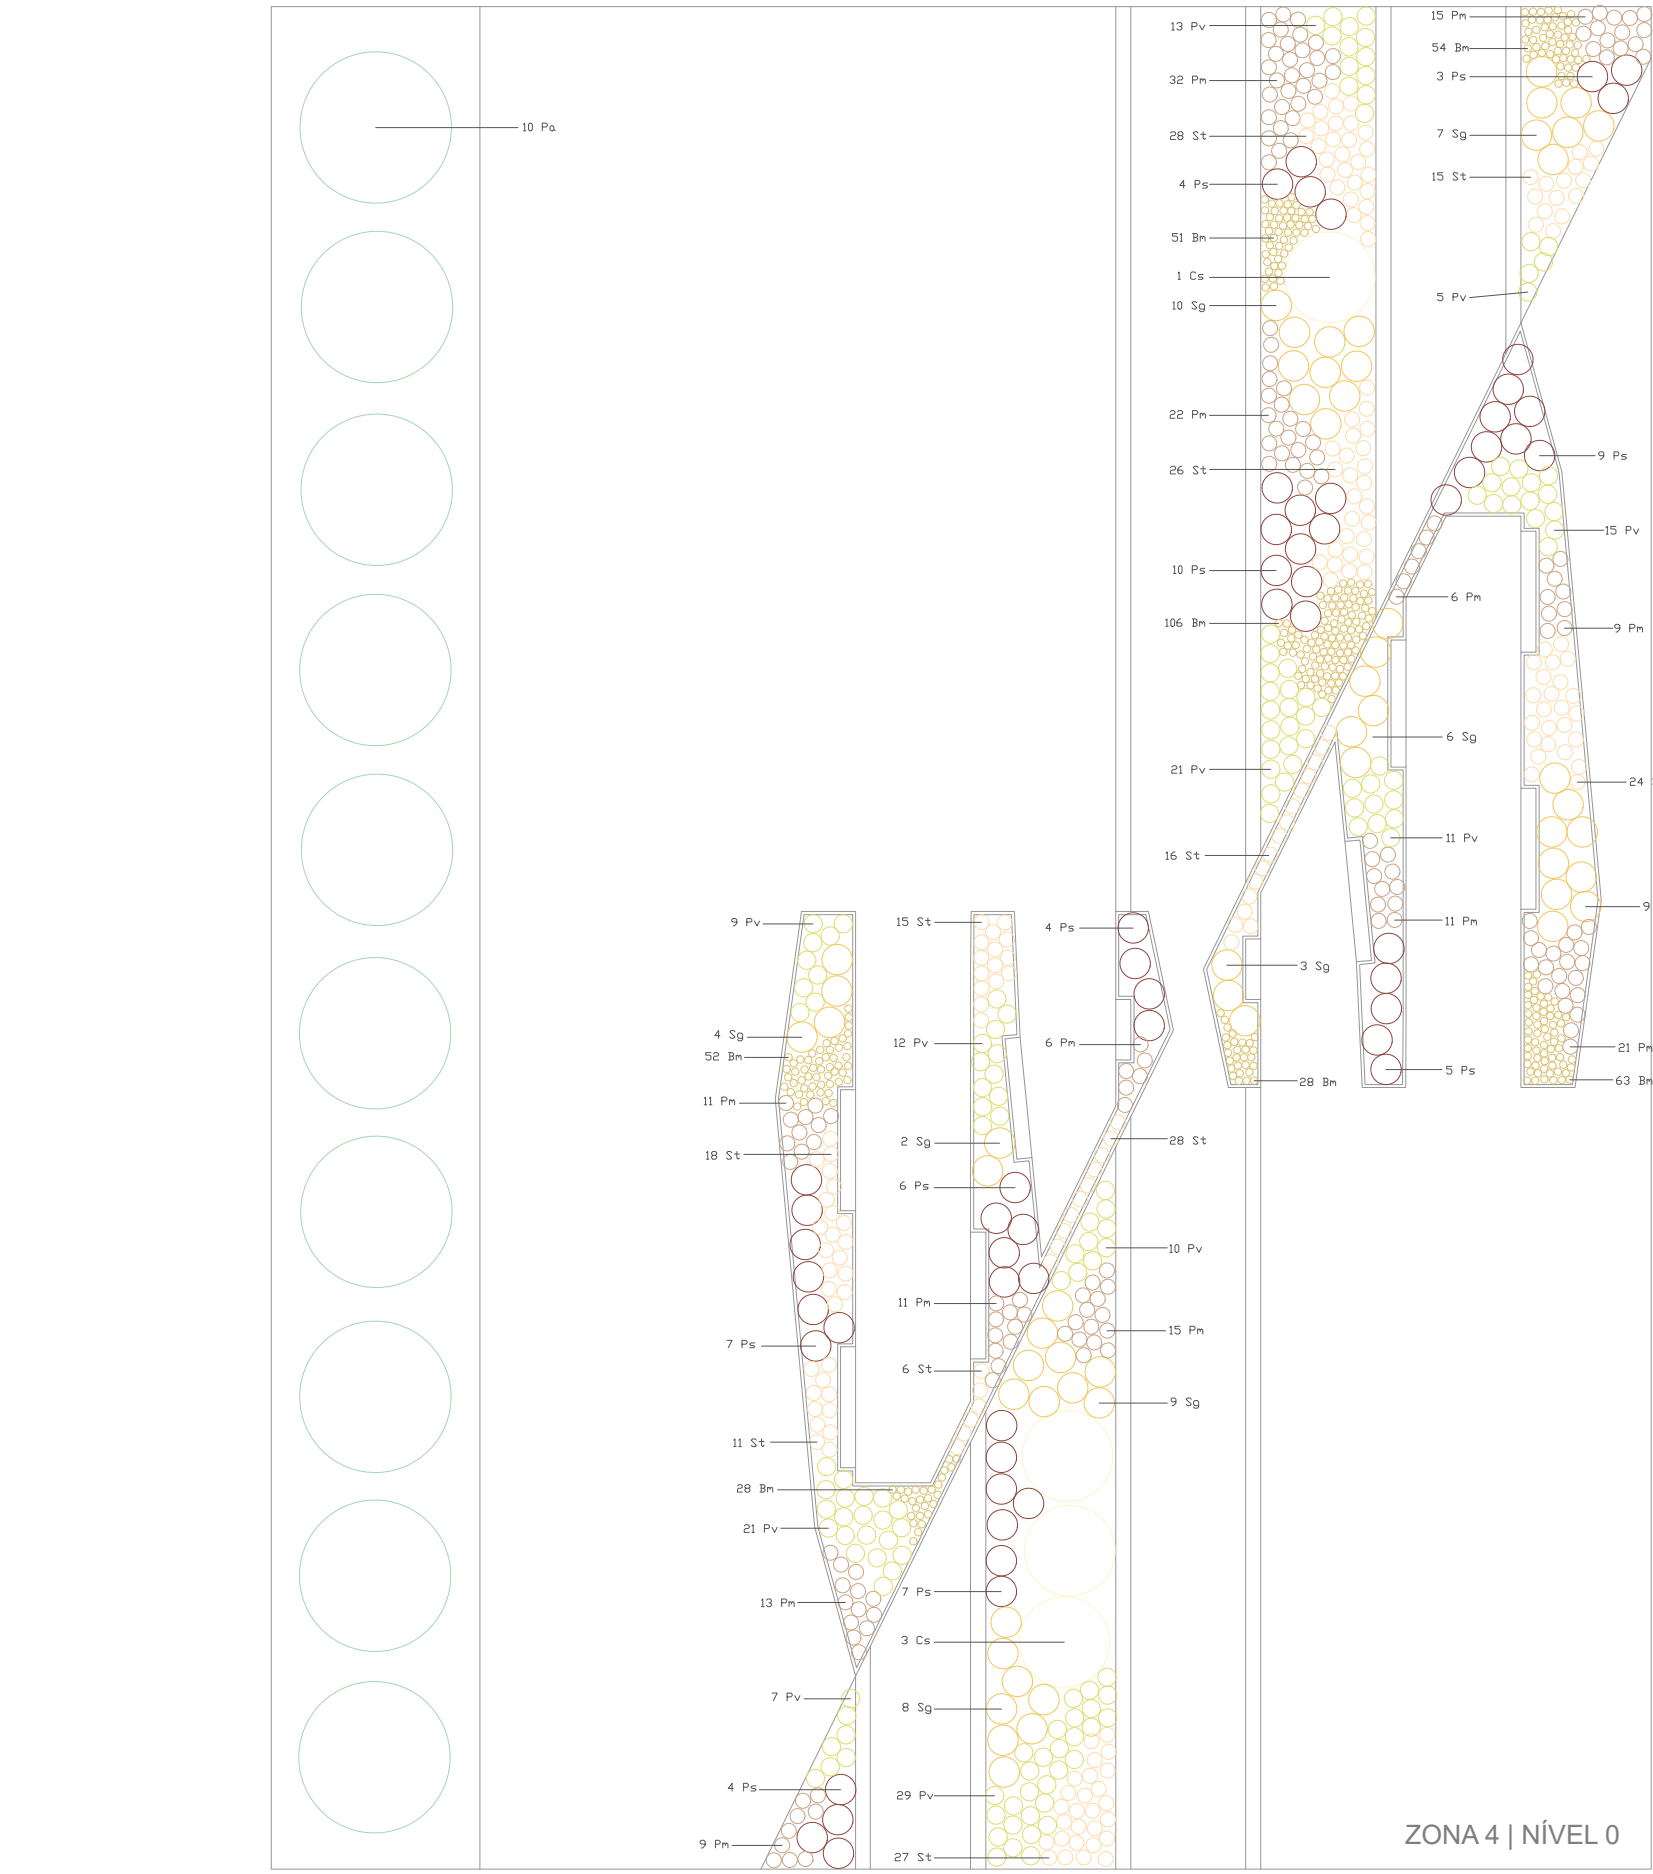 10 Pa
13 Pv
32 Pm
28 St
4 Ps
51 Bm
1 Cs
10 Sg
22 Pm
26 St
10 Ps
106 Bm
21 Pv
16 St
15 Pm
54 Bm
3 Ps
7 Sg
15 St
5 Pv
9 Ps
15 Pv
6 Pm
9 Pm
6 Sg
24
11 Pv
9
11 Pm
3 Sg
21 Pm
5 Ps
28 Bm
63 Bm
9 Pv
4 Sg
52 Bm
11 Pm
18 St
7 Ps
11 St
28 Bm
21 Pv
13 Pm
7 Pv
4 Ps
9 Pm
15 St
12 Pv
2 Sg
6 Ps
11 Pm
6 St
7 Ps
3 Cs
8 Sg
29 Pv
27 St
4 Ps
6 Pm
28 St
10 Pv
15 Pm
9 Sg
ZONA 4 | NÍVEL 0